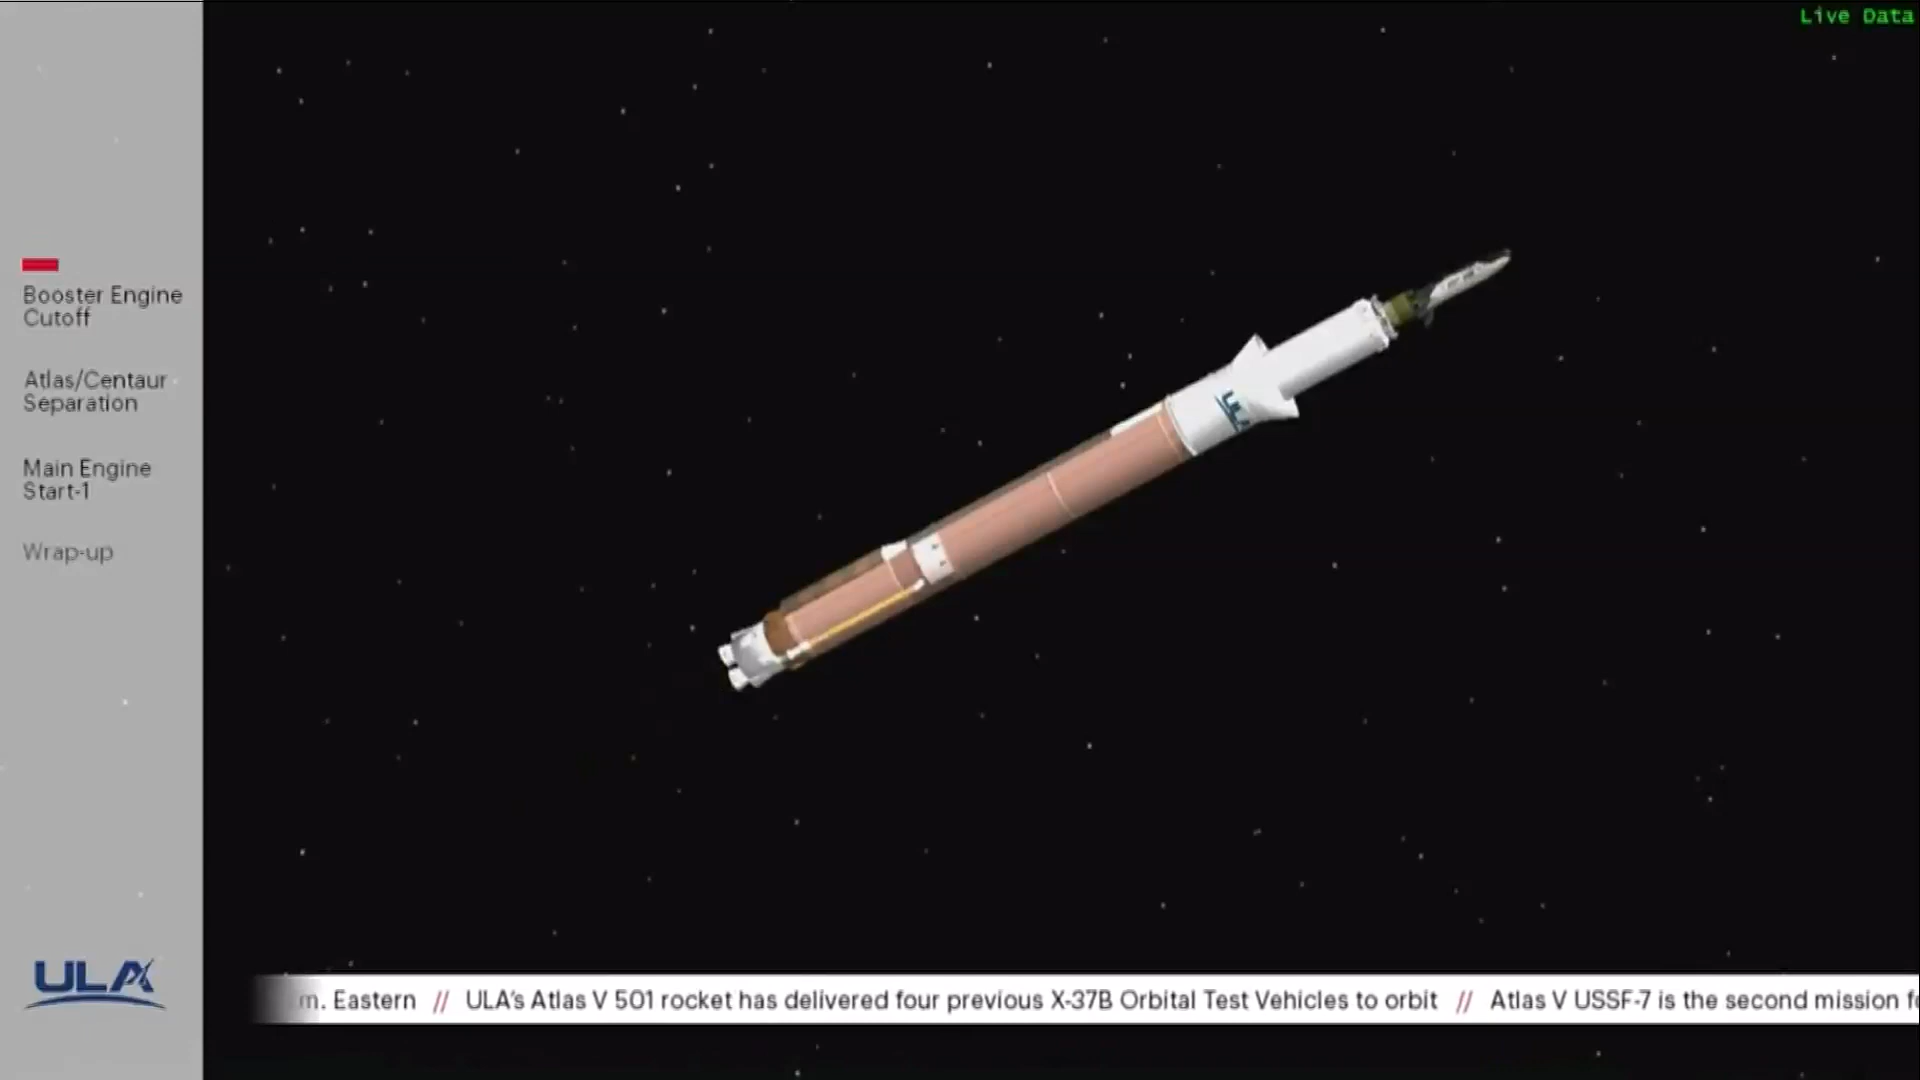 Live Data
Booster Engine
Cutoff
Atlas/Centaur
Separation
Main Engine
Start-1
Wrap-up
ULA
ULA
m. Eastern // ULA's Atlas V 501 rocket has delivered four previous X-37B Orbital Test Vehicles to orbit // Atlas V USSF-7 is the second mission f